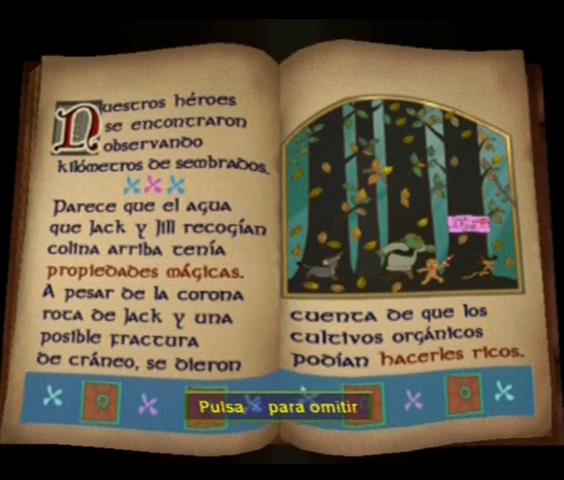 Nuestros héroes
se encontraron
observando
kilómetros de sembrados.
Parece que el agua
que Jack y Jill recogían
colina arriba tenía
propiedades mágicas.
A pesar de la corona
rota de Jack y una
posible fractura
de cráneo, se dieron
cuenta de que los
cultivos orgánicos
podían hacerles ricos.
Pulsa para omitir